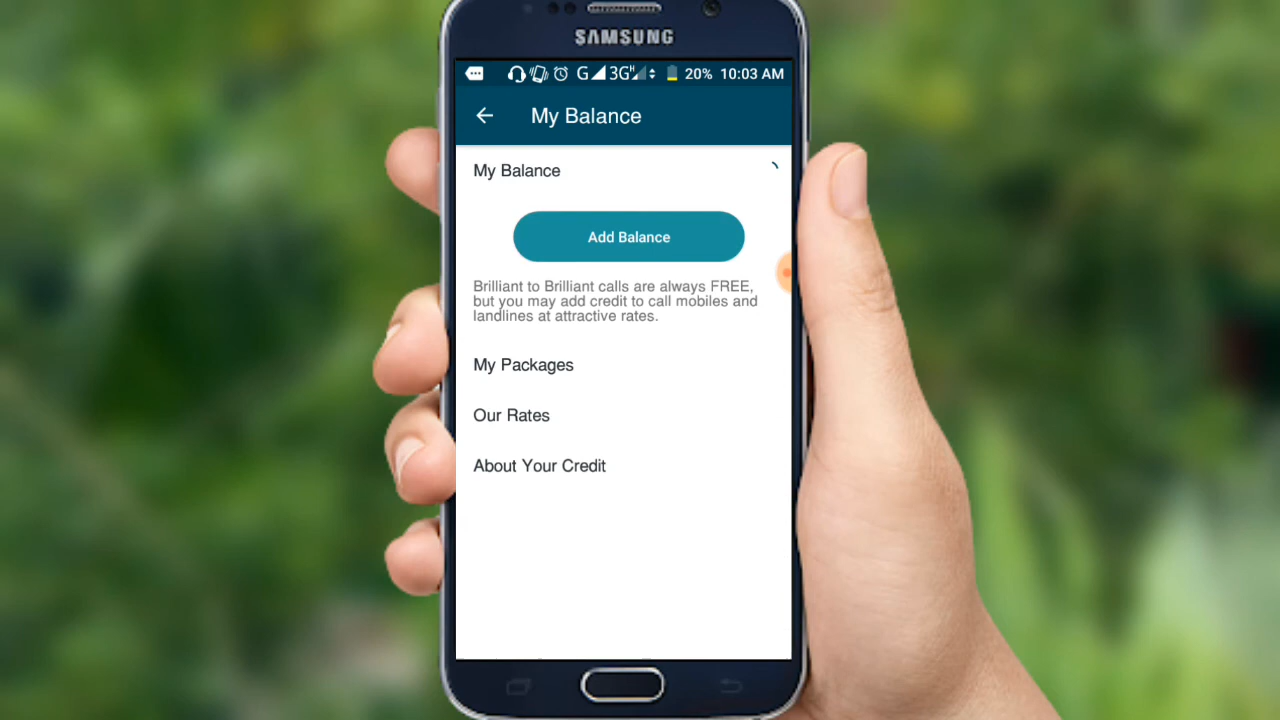 SAMSUNG
G 3G H 20% 10:03 AM
My Balance
My Balance
Add Balance
Brilliant to Brilliant calls are always FREE,
but you may add credit to call mobiles and
landlines at attractive rates.
My Packages
Our Rates
About Your Credit